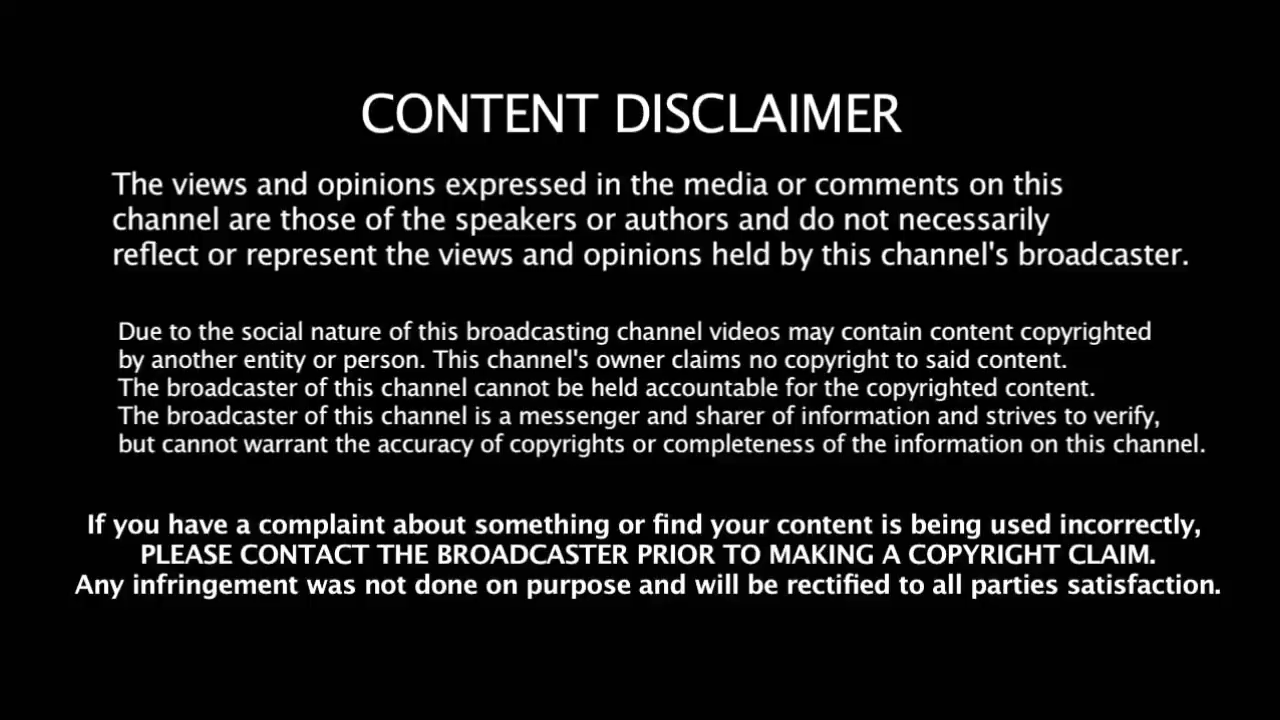 CONTENT DISCLAIMER
The views and opinions expressed in the media or comments on this
channel are those of the speakers or authors and do not necessarily
reflect or represent the views and opinions held by this channel's broadcaster.
Due to the social nature of this broadcasting channel videos may contain content copyrighted
by another entity or person. This channel's owner claims no copyright to said content.
The broadcaster of this channel cannot be held accountable for the copyrighted content.
The broadcaster of this channel is a messenger and sharer of information and strives to verify,
but cannot warrant the accuracy of copyrights or completeness of the information on this channel.
If you have a complaint about something or find your content is being used incorrectly,
PLEASE CONTACT THE BROADCASTER PRIOR TO MAKING A COPYRIGHT CLAIM.
Any infringement was not done on purpose and will be rectified to all parties satisfaction.